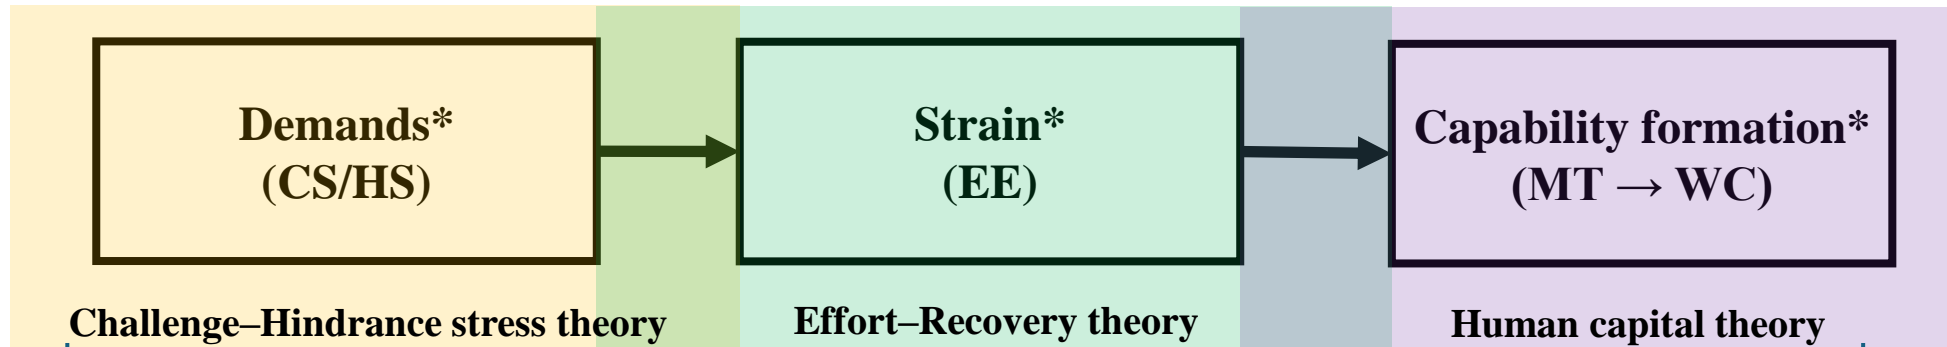 Demands*
(CS/HS)
Strain*
(EE)
Capability formation*
(MT → WC)
Challenge–Hindrance stress theory
Effort–Recovery theory
Human capital theory